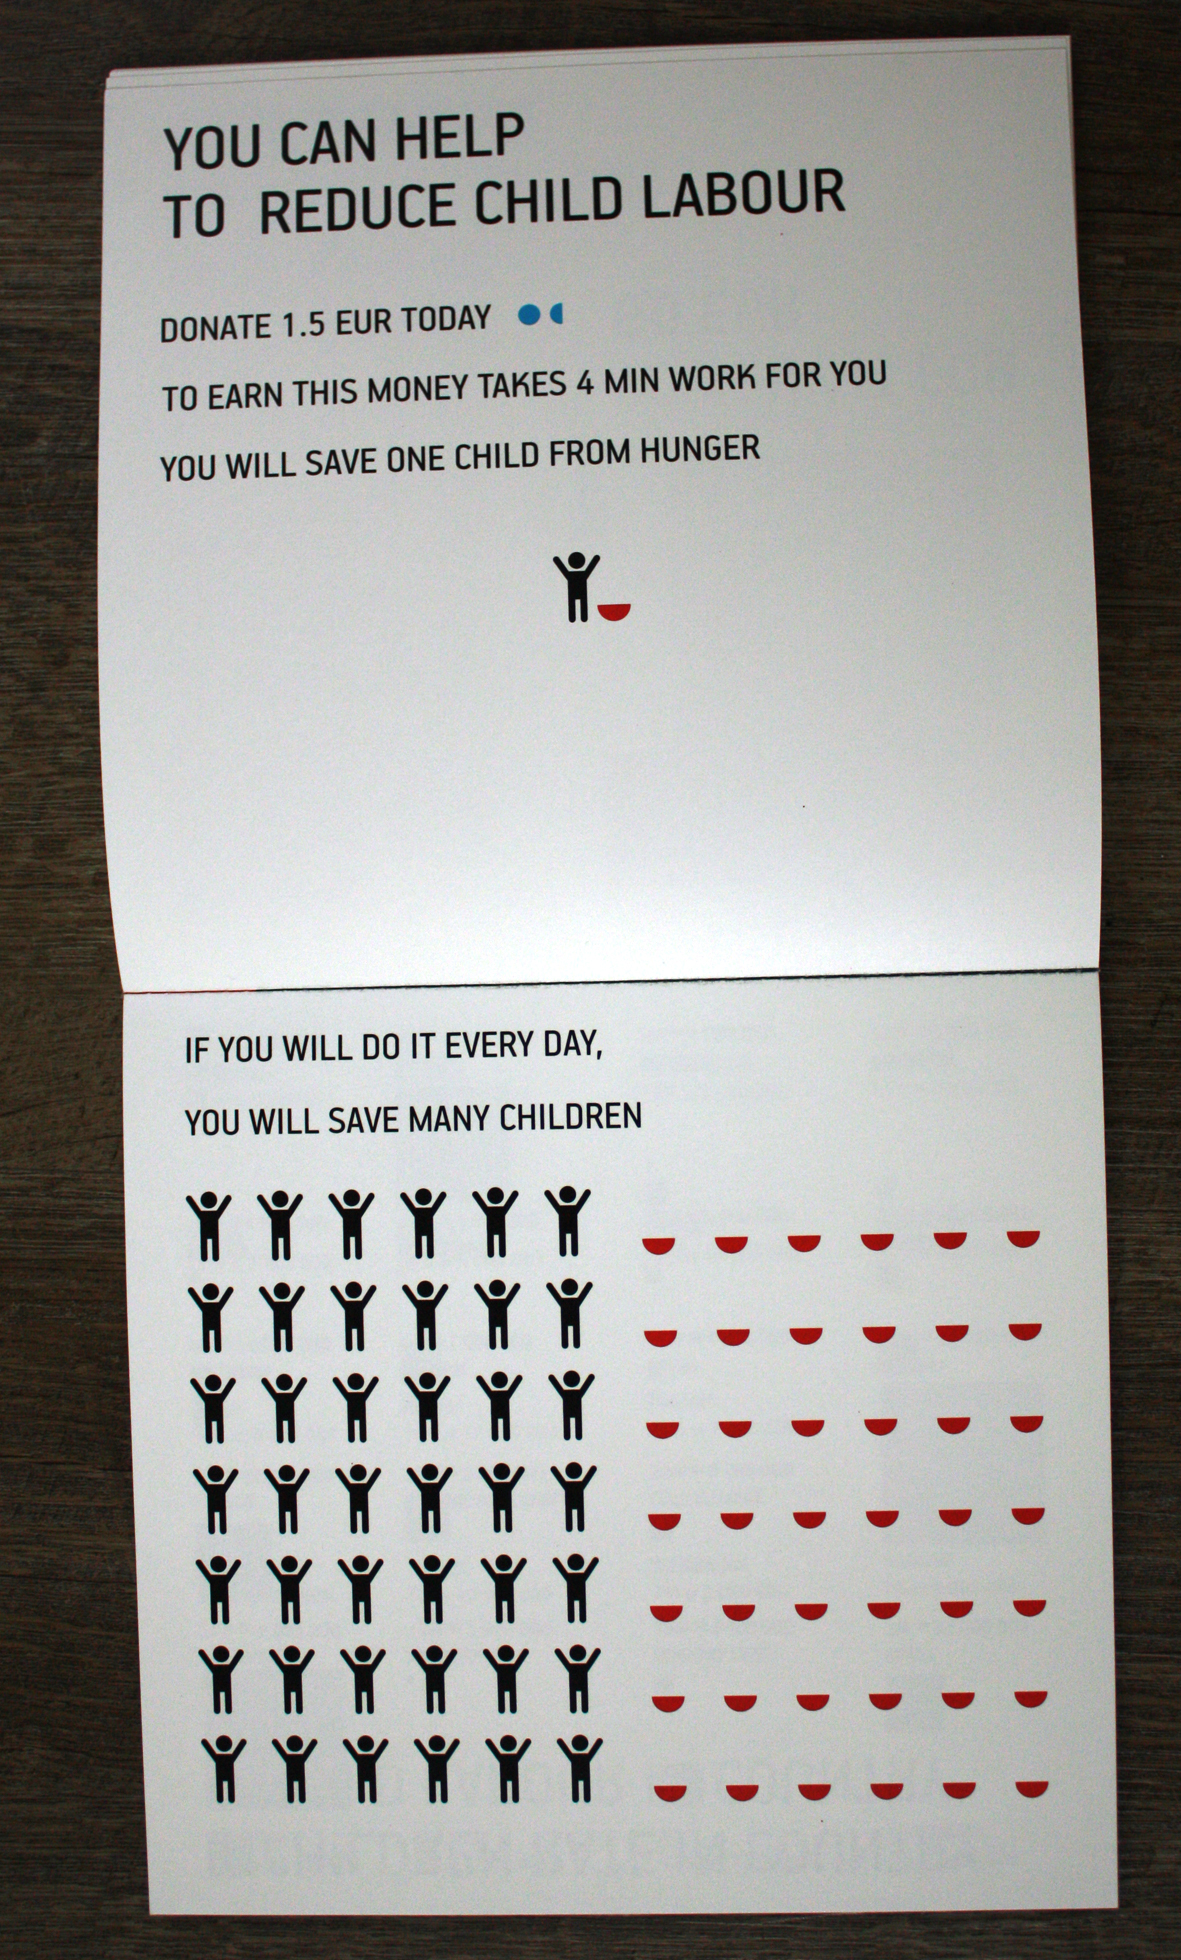 YOU CAN HELP
TO REDUCE CHILD LABOUR
DONATE 1.5 EUR TODAY
TO EARN THIS MONEY TAKES 4 MIN WORK FOR YOU
YOU WILL SAVE ONE CHILD FROM HUNGER
IF YOU WILL DO IT EVERY DAY,
YOU WILL SAVE MANY CHILDREN